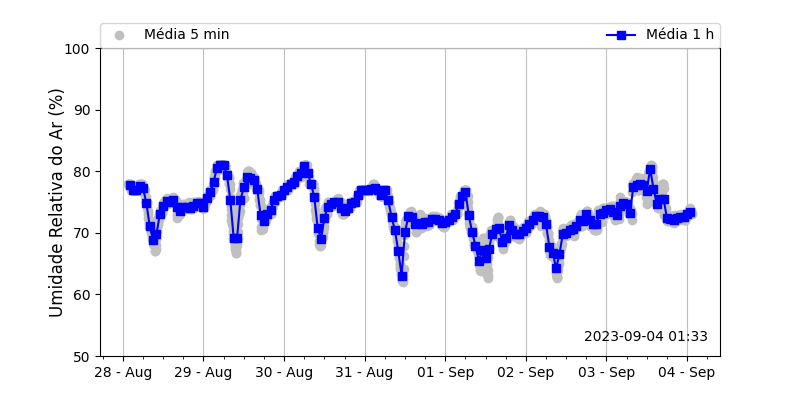 Média 5 min
Média 1 h
Umidade Relativa do Ar (%)
100
90
80
70
60
50
2023-09-04 01:33
28 - Aug
29 - Aug
30 - Aug
31 - Aug
01 - Sep
02 - Sep
03 - Sep
04 - Sep